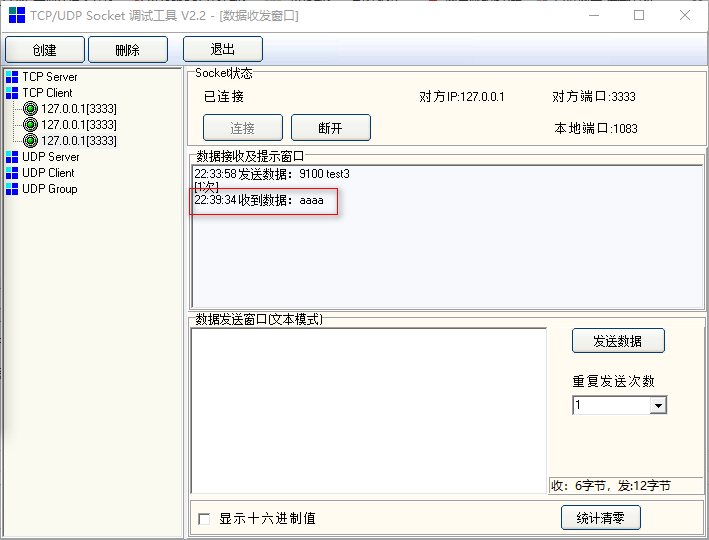 TCP/UDP Socket 调试工具 V2.2 - [数据收发窗口]
创建 删除 退出
TCP Server
TCP Client
127.0.0.1[3333]
127.0.0.1[3333]
127.0.0.1[3333]
UDP Server
UDP Client
UDP Group
Socket状态
已连接 对方IP:127.0.0.1 对方端口:3333
连接 断开 本地端口:1083
数据接收及提示窗口
22:33:58 发送数据：9100 test3
[1次]
22:39:34 收到数据：aaaa
数据发送窗口(文本模式)
发送数据
重复发送次数
1
收：6字节，发:12字节
显示十六进制值 统计清零